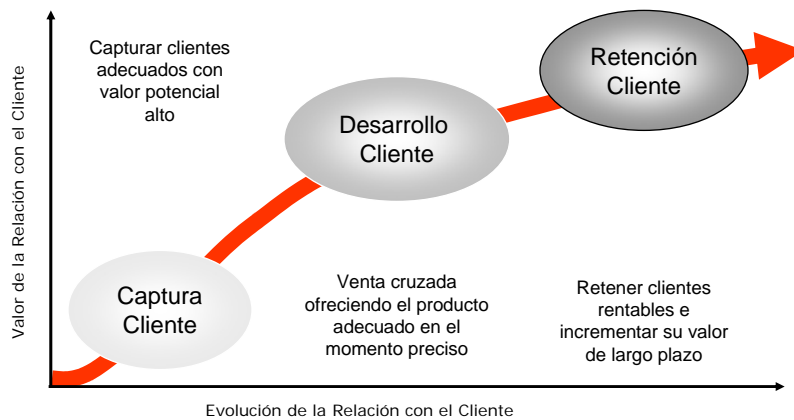 Capturar clientes
adecuados con
valor potencial
alto
Retención
Cliente
Desarrollo
Cliente
Captura
Cliente
Venta cruzada
ofreciendo el producto
adecuado en el
momento preciso
Retener clientes
rentables e
incrementar su valor
de largo plazo
Valor de la Relación con el Cliente
Evolución de la Relación con el Cliente